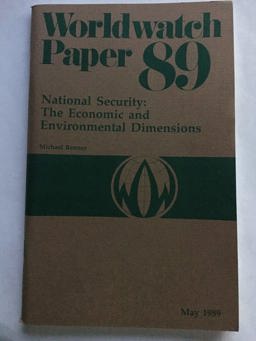 Worldwatch
Paper 89
National Security:
The Economic and
Environmental Dimensions
Michael Renner
May 1989